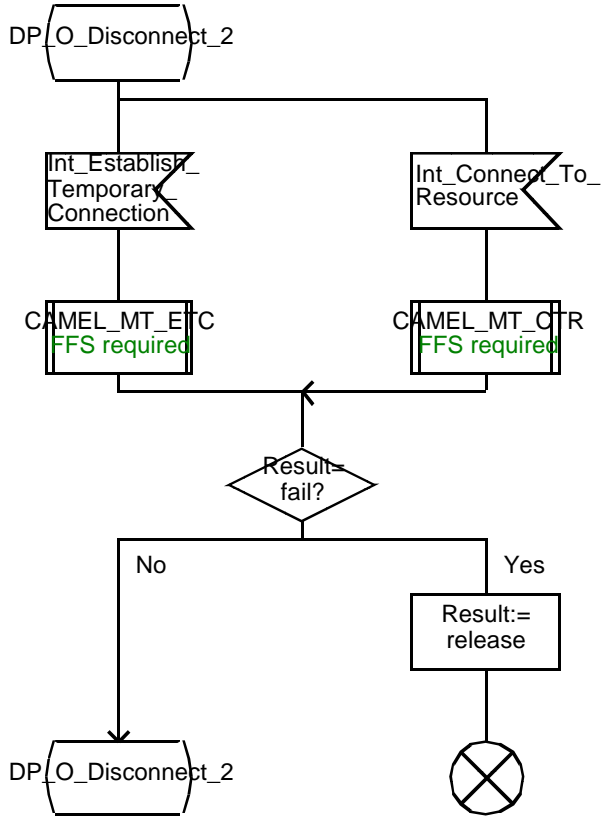 DP_O_Disconnect_2
Int_Establish_
Temporary_
Connection
Int_Connect_To_
Resource
CAMEL_MT_ETC
FFS required
CAMEL_MT_CTR
FFS required
Result=
fail?
No
Yes
Result:=
release
DP_O_Disconnect_2